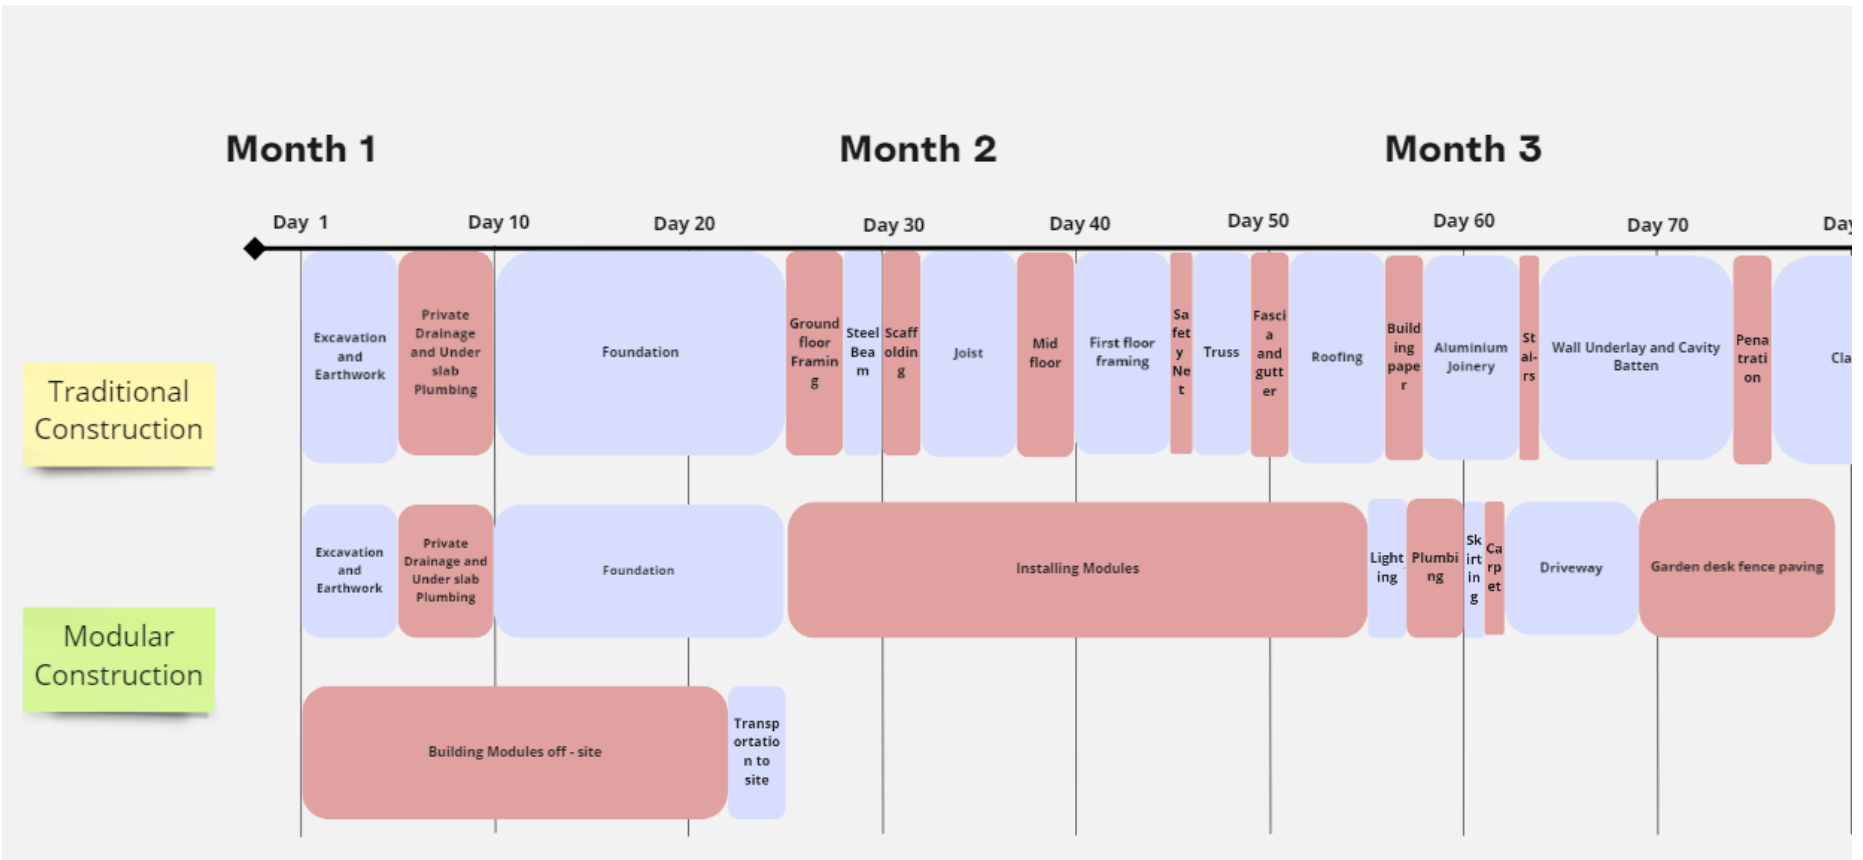 Month 1
Month 2
Month 3
Day 1
Day 10
Day 20
Day 30
Day 40
Day 50
Day 60
Day 70
Day
Traditional
Construction
Excavation
and
Earthwork
Private
Drainage
and Under
slab
Plumbing
Foundation
Ground
floor
Framin
g
Steel
Bea
m
Scaff
oldin
g
Joist
Mid
floor
First floor
framing
Sa
fet
y
Ne
t
Truss
Fasci
a
and
gutt
er
Roofing
Build
ing
pape
r
Aluminium
Joinery
St
ai-
rs
Wall Underlay and Cavity
Batten
Pena
trati
on
Cla
Modular
Construction
Excavation
and
Earthwork
Private
Drainage and
Under slab
Plumbing
Foundation
Installing Modules
Light
ing
Plumbi
ng
Sk
irt
in
g
Ca
rp
et
Driveway
Garden desk fence paving
Building Modules off - site
Transp
ortatio
n to
site